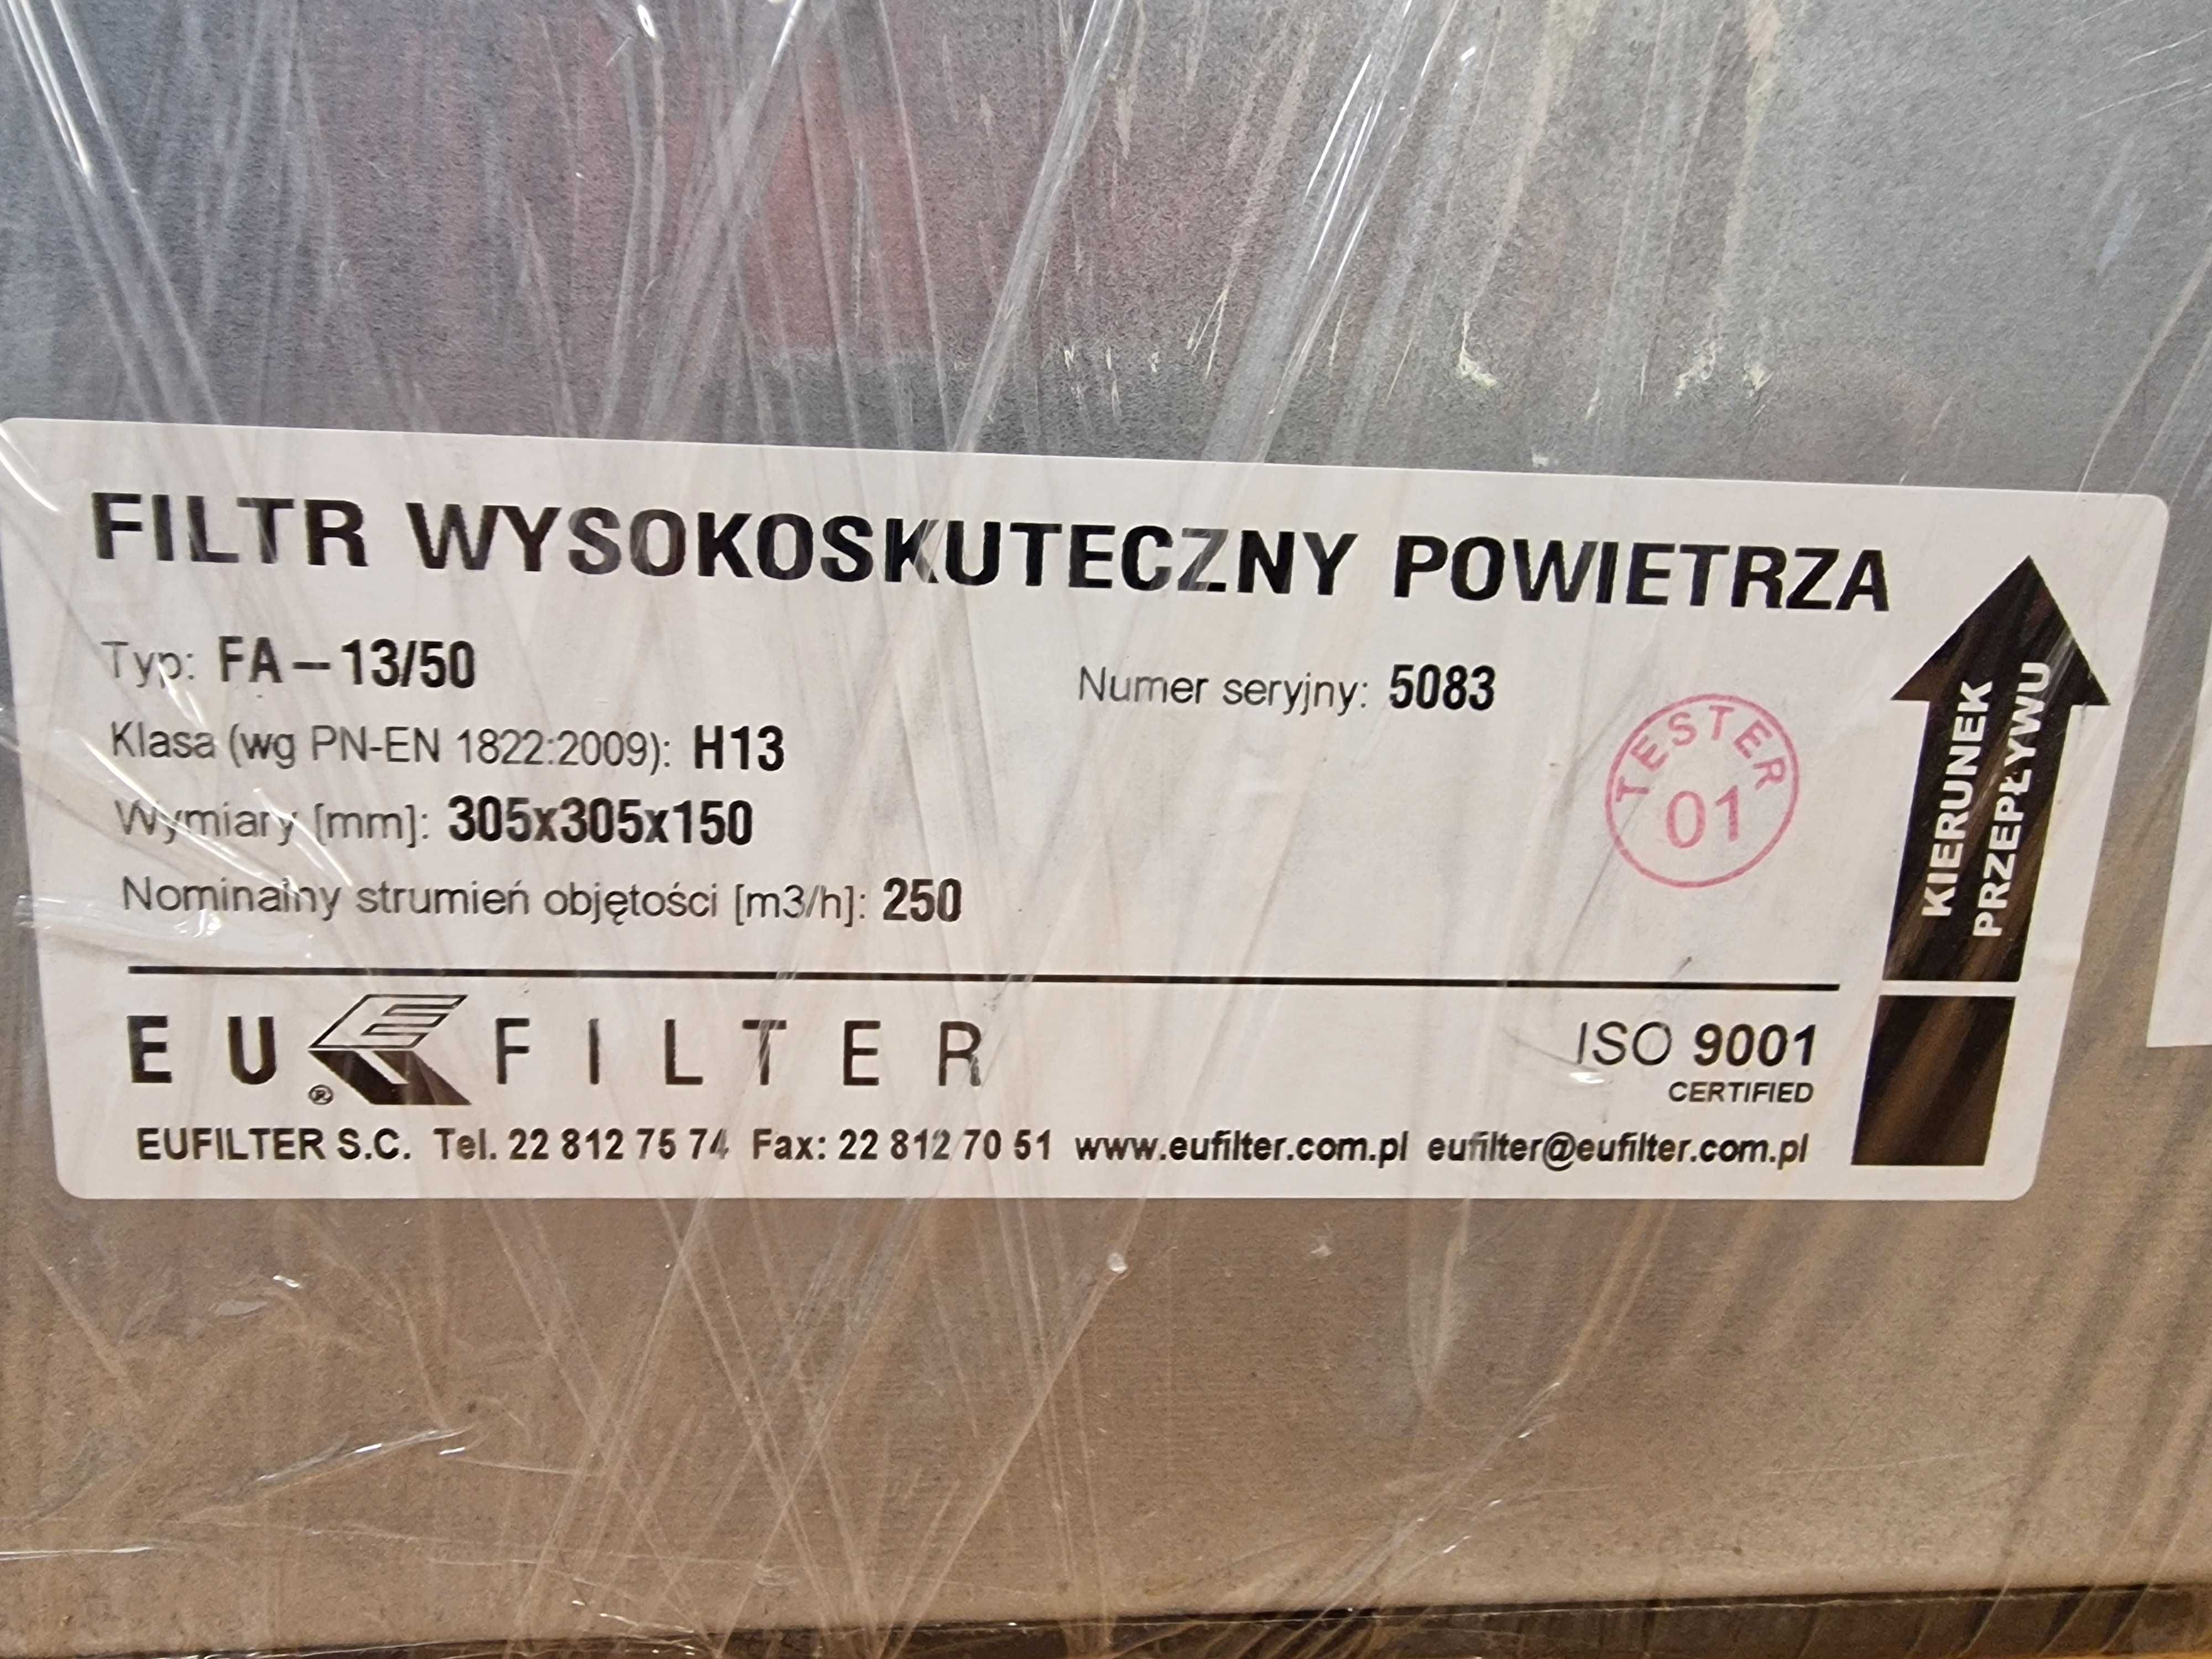 FILTR WYSOKOSKUTECZNY POWIETRZA
Typ: FA – 13/50
Numer seryjny: 5083
Klasa (wg PN-EN 1822:2009): H13
Wymiary [mm]: 305x305x150
Nominalny strumień objętości [m3/h]: 250
TESTER
01
KIERUNEK
PRZEPŁYWU
EU FILTER
®
ISO 9001
CERTIFIED
EUFILTER S.C. Tel. 22 812 75 74 Fax: 22 812 70 51 www.eufilter.com.pl eufilter@eufilter.com.pl